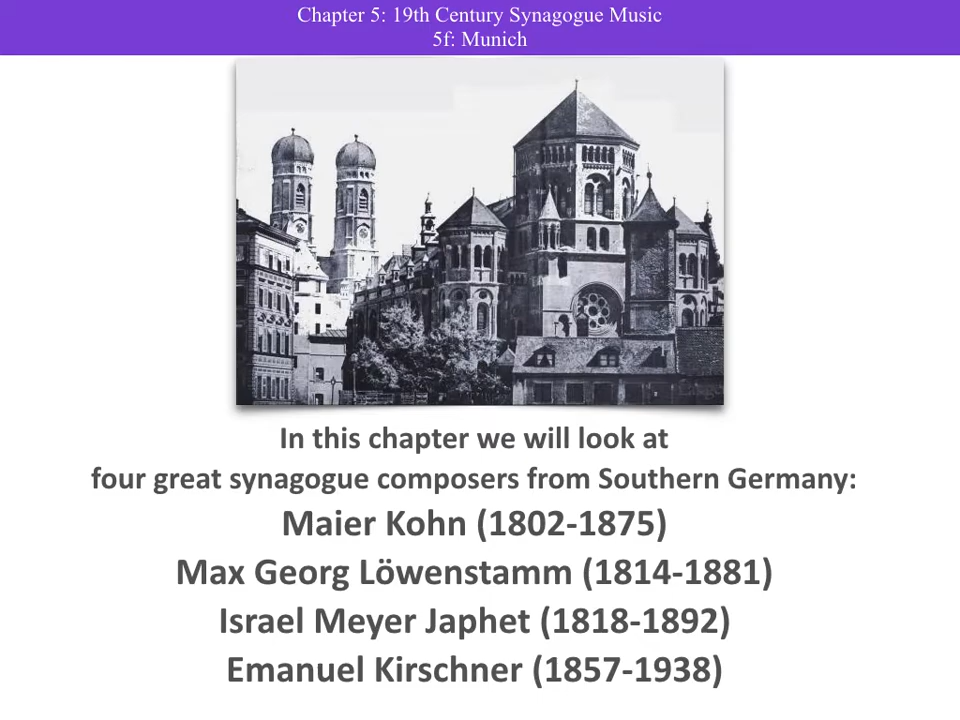 Chapter 5: 19th Century Synagogue Music
5f: Munich
In this chapter we will look at
four great synagogue composers from Southern Germany:
Maier Kohn (1802-1875)
Max Georg Löwenstamm (1814-1881)
Israel Meyer Japhet (1818-1892)
Emanuel Kirschner (1857-1938)